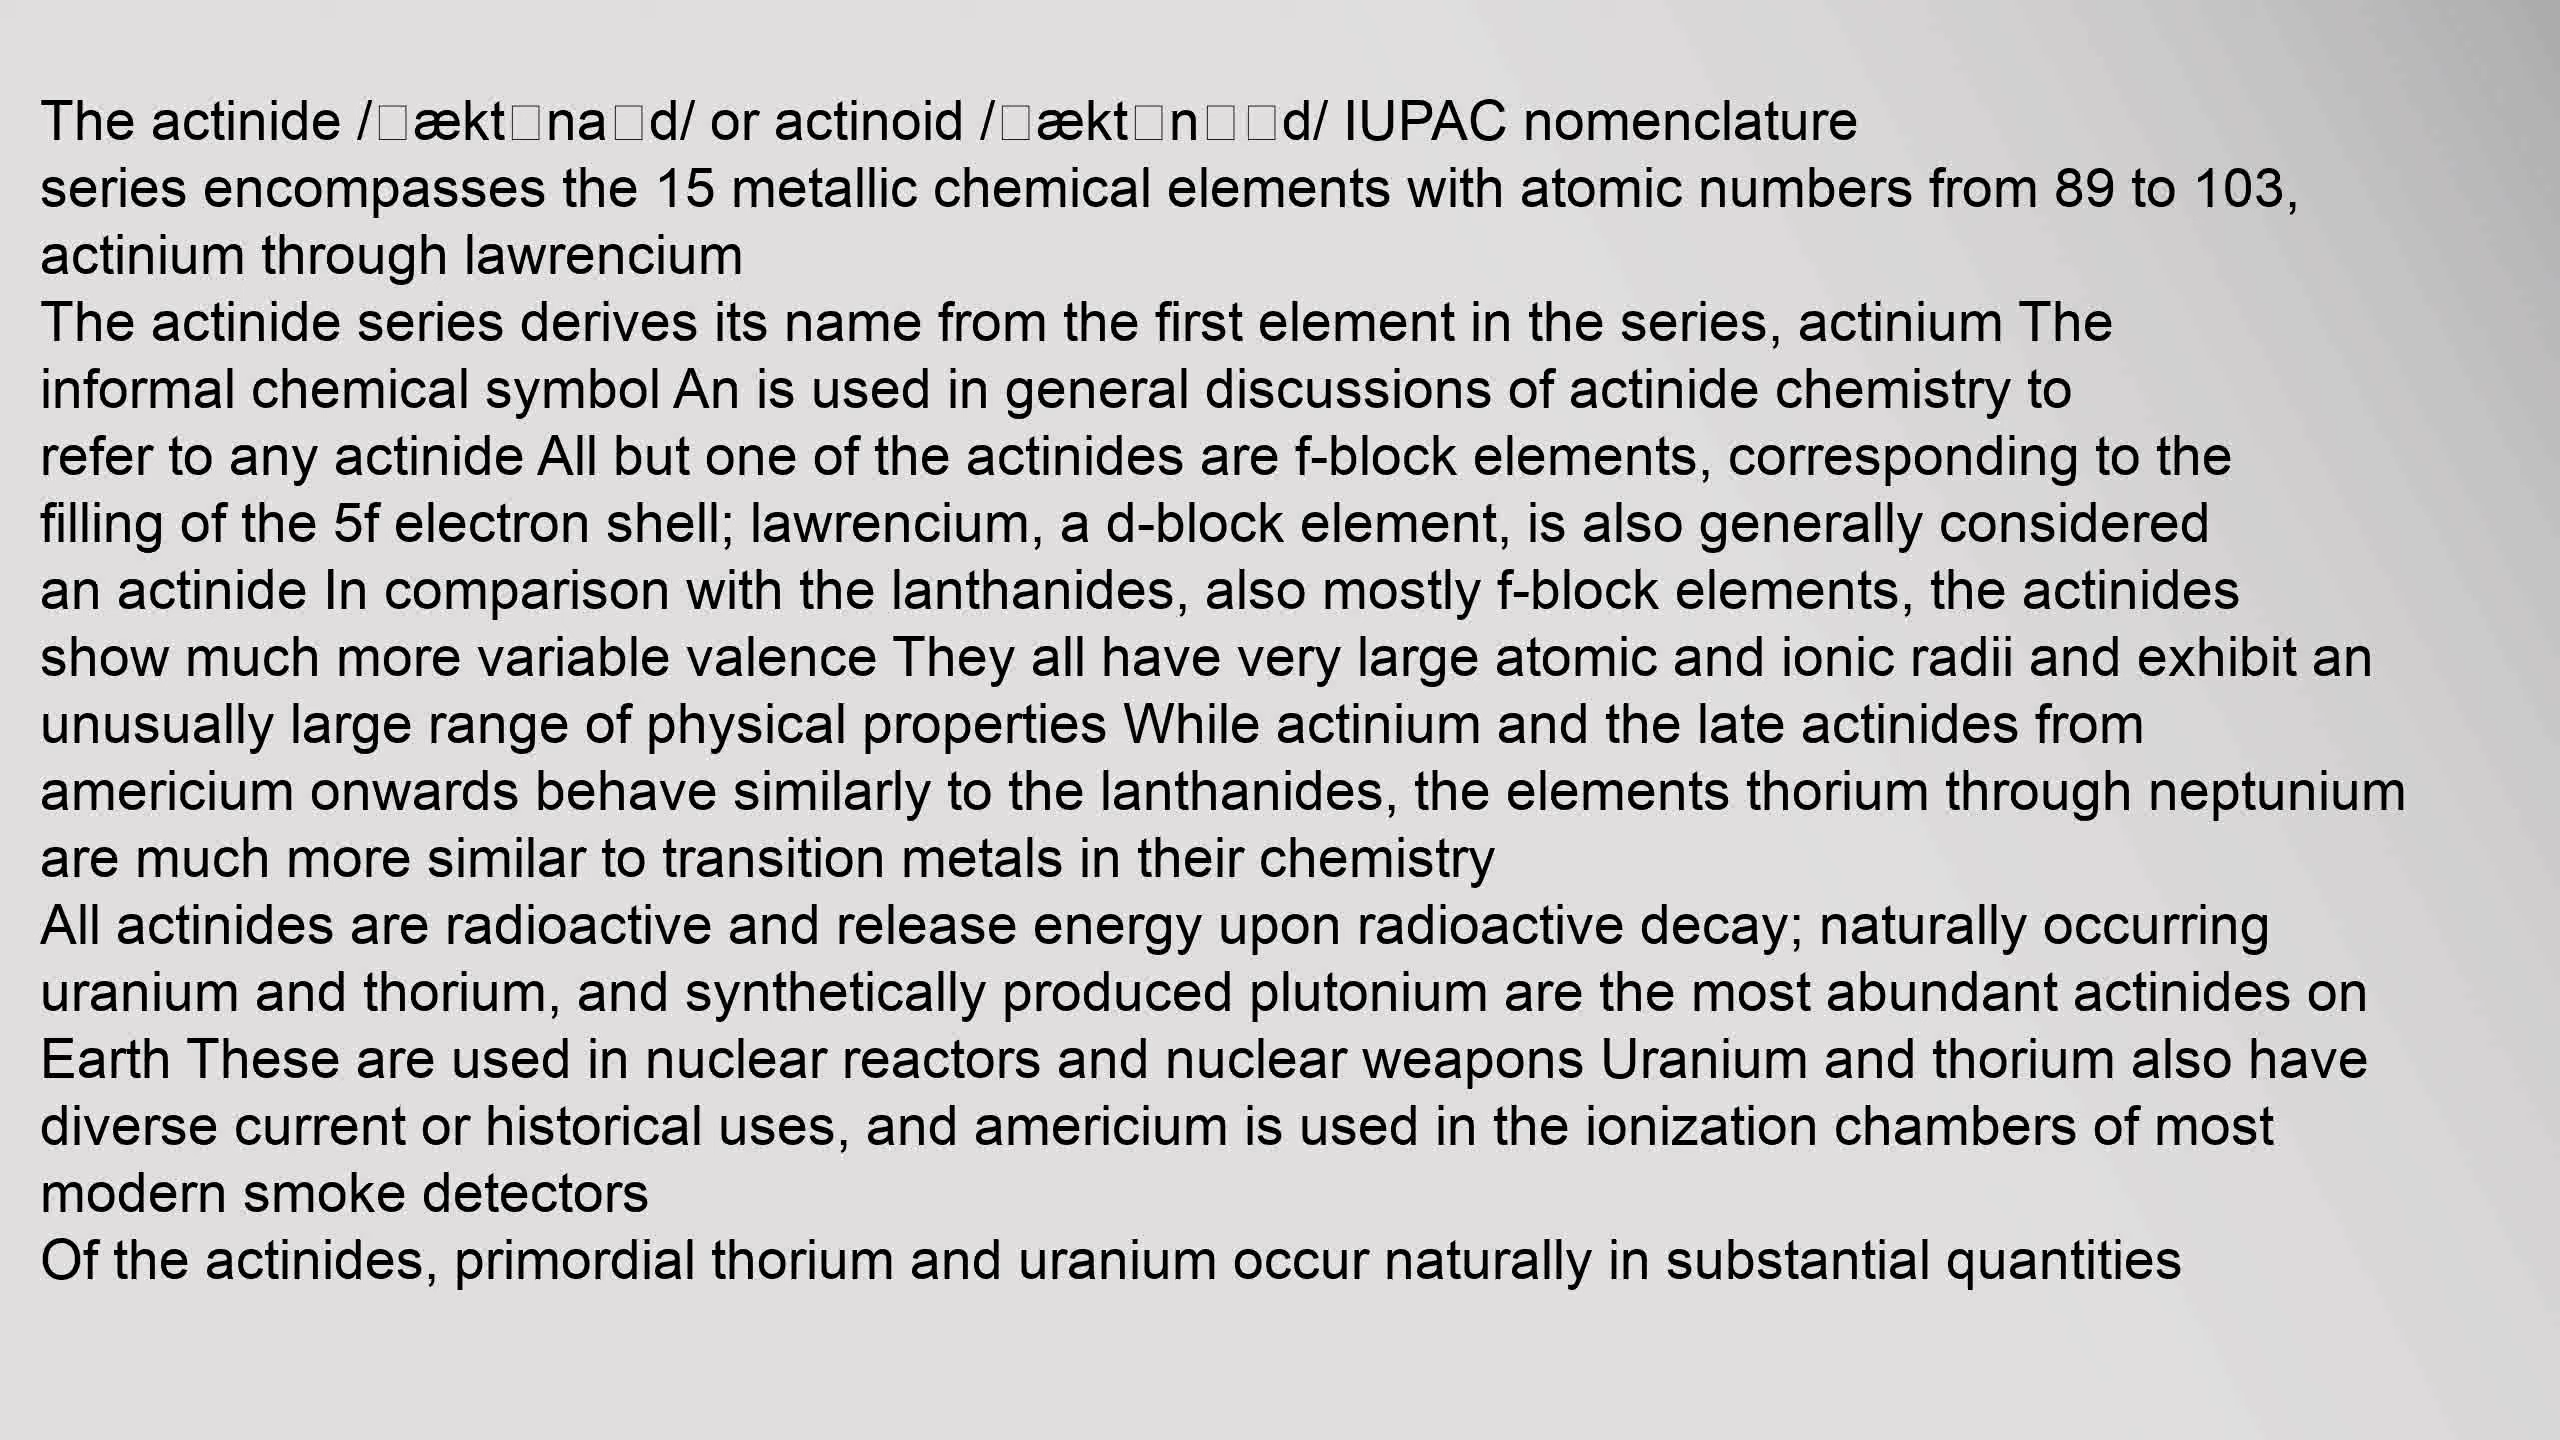 The actinide /□ækt□na□d/ or actinoid /□ækt□n□□d/ IUPAC nomenclature
series encompasses the 15 metallic chemical elements with atomic numbers from 89 to 103,
actinium through lawrencium
The actinide series derives its name from the first element in the series, actinium The
informal chemical symbol An is used in general discussions of actinide chemistry to
refer to any actinide All but one of the actinides are f-block elements, corresponding to the
filling of the 5f electron shell; lawrencium, a d-block element, is also generally considered
an actinide In comparison with the lanthanides, also mostly f-block elements, the actinides
show much more variable valence They all have very large atomic and ionic radii and exhibit an
unusually large range of physical properties While actinium and the late actinides from
americium onwards behave similarly to the lanthanides, the elements thorium through neptunium
are much more similar to transition metals in their chemistry
All actinides are radioactive and release energy upon radioactive decay; naturally occurring
uranium and thorium, and synthetically produced plutonium are the most abundant actinides on
Earth These are used in nuclear reactors and nuclear weapons Uranium and thorium also have
diverse current or historical uses, and americium is used in the ionization chambers of most
modern smoke detectors
Of the actinides, primordial thorium and uranium occur naturally in substantial quantities